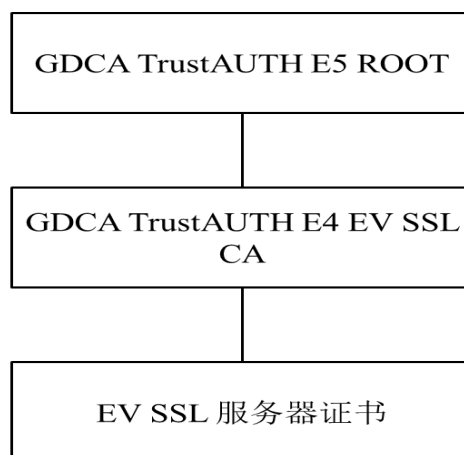 GDCA TrustAUTH E5 ROOT
GDCA TrustAUTH E4 EV SSL
CA
EV SSL 服务器证书